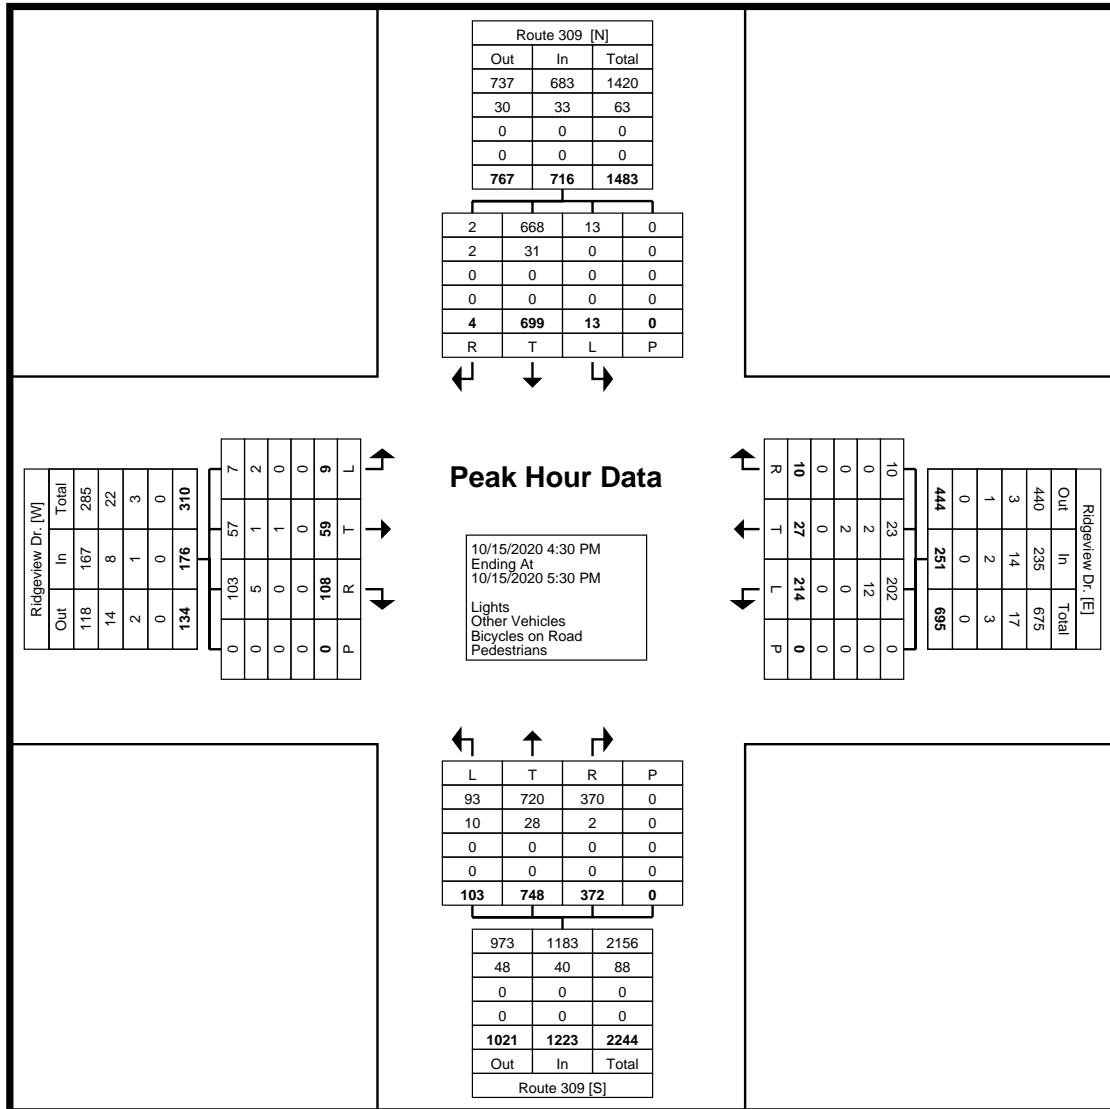 Route 309 [N]
Out In Total
737 683 1420
30 33 63
0 0 0
0 0 0
767 716 1483
2 668 13 0
2 31 0 0
0 0 0 0
0 0 0 0
4 699 13 0
R T L P
Ridgeview Dr. [W]
Total 285 22 3 0 310
In 167 8 1 0 176
Out 118 14 2 0 134
7 2 0 0 9 L
57 1 1 0 59 T
103 5 0 0 108 R
0 0 0 0 0 P
Peak Hour Data
10/15/2020 4:30 PM
Ending At
10/15/2020 5:30 PM
Lights
Other Vehicles
Bicycles on Road
Pedestrians
R 10 0 0 0 10
T 27 0 2 2 23
L 214 0 0 12 202
P 0 0 0 0 0
Ridgeview Dr. [E]
Out In Total
440 235 675
3 14 17
1 2 3
0 0 0
444 251 695
L T R P
93 720 370 0
10 28 2 0
0 0 0 0
0 0 0 0
103 748 372 0
973 1183 2156
48 40 88
0 0 0
0 0 0
1021 1223 2244
Out In Total
Route 309 [S]